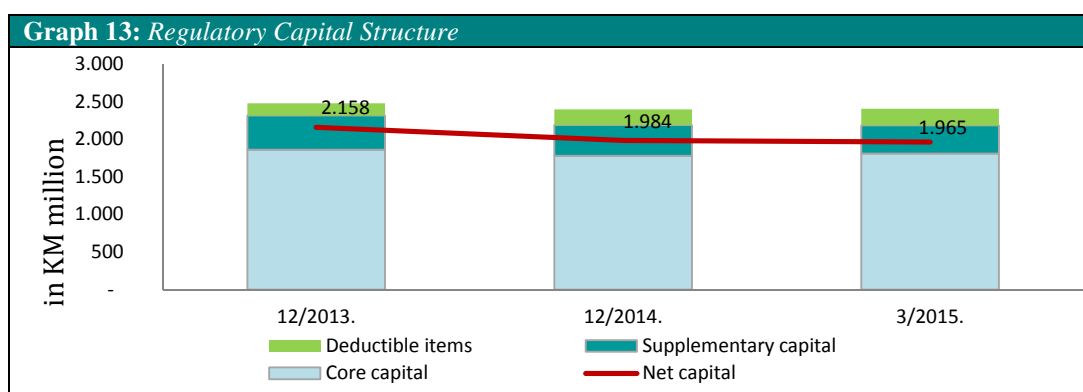 Graph 13: Regulatory Capital Structure
in KM million
3.000
2.500
2.000
1.500
1.000
500
-
2.158
1.984
1.965
12/2013.
12/2014.
3/2015.
Deductible items
Supplementary capital
Core capital
Net capital